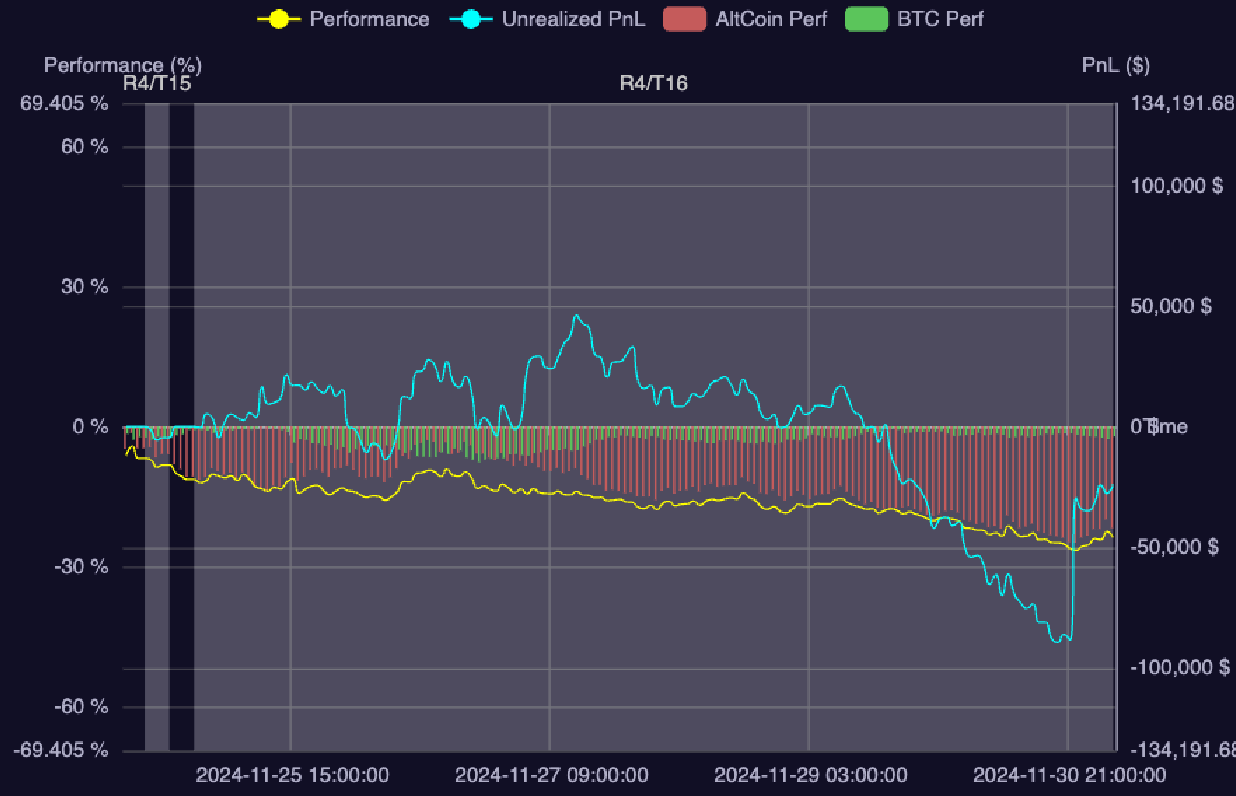 Performance Unrealized PnL AltCoin Perf BTC Perf
Performance (%) PnL ($)
R4/T15 R4/T16
69.405 % 134,191.68
60 %
100,000 $
30 %
50,000 $
0 % 0 $ Time
-30 %
-50,000 $
-60 %
-100,000 $
-69.405 % -134,191.68
2024-11-25 15:00:00 2024-11-27 09:00:00 2024-11-29 03:00:00 2024-11-30 21:00:00